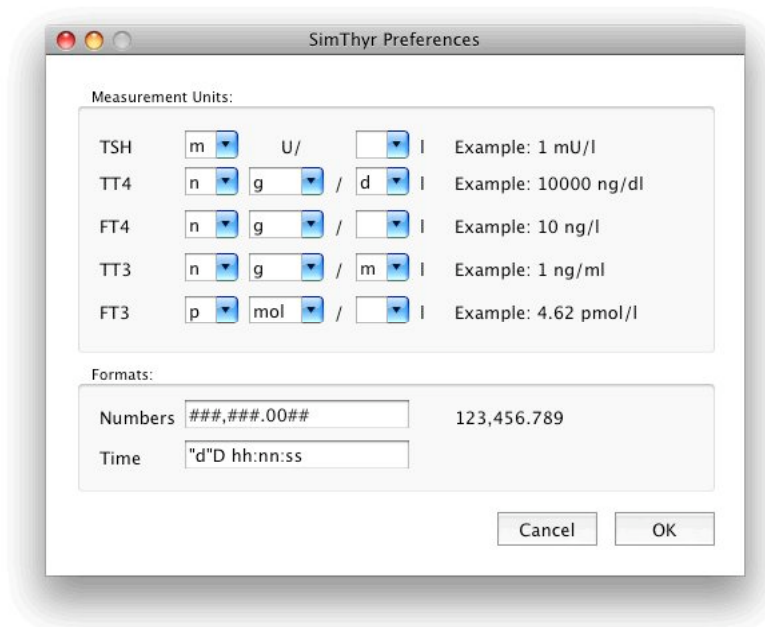 SimThyr Preferences
Measurement Units:
TSH m U/ l Example: 1 mU/l
TT4 n g / d l Example: 10000 ng/dl
FT4 n g / l Example: 10 ng/l
TT3 n g / m l Example: 1 ng/ml
FT3 p mol / l Example: 4.62 pmol/l
Formats:
Numbers ###,###.00## 123,456.789
Time "d"D hh:nn:ss
Cancel OK